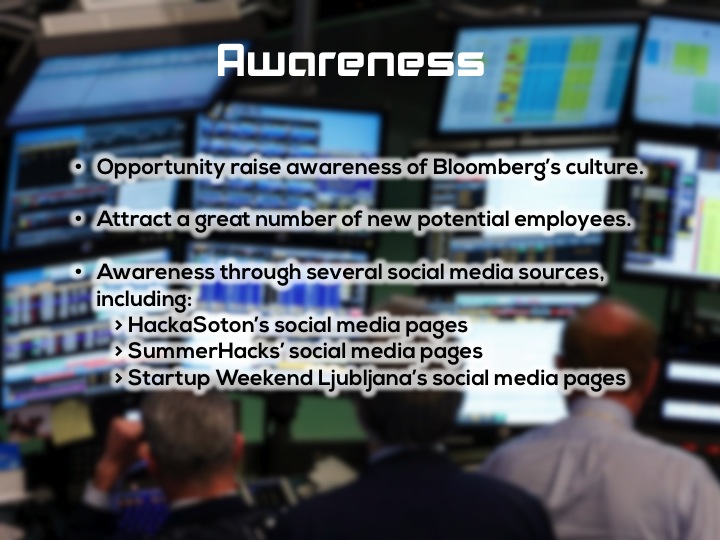 Awareness
• Opportunity raise awareness of Bloomberg's culture.
• Attract a great number of new potential employees.
• Awareness through several social media sources,
including:
> HackaSoton's social media pages
> SummerHacks' social media pages
> Startup Weekend Ljubljana's social media pages